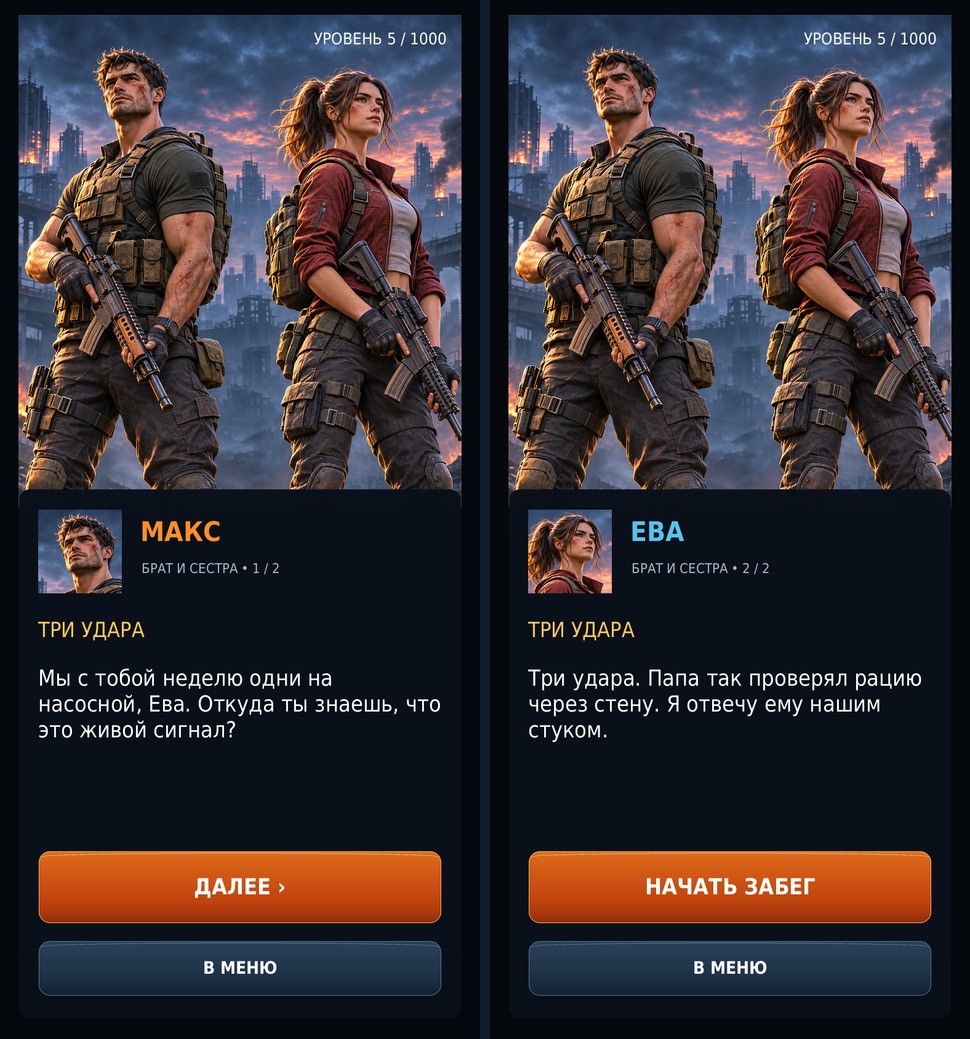 УРОВЕНЬ 5 / 1000
МАКС
БРАТ И СЕСТРА • 1 / 2
ТРИ УДАРА
Мы с тобой неделю одни на
насосной, Ева. Откуда ты знаешь, что
это живой сигнал?
ДАЛЕЕ ›
В МЕНЮ
УРОВЕНЬ 5 / 1000
ЕВА
БРАТ И СЕСТРА • 2 / 2
ТРИ УДАРА
Три удара. Папа так проверял рацию
через стену. Я отвечу ему нашим
стуком.
НАЧАТЬ ЗАБЕГ
В МЕНЮ